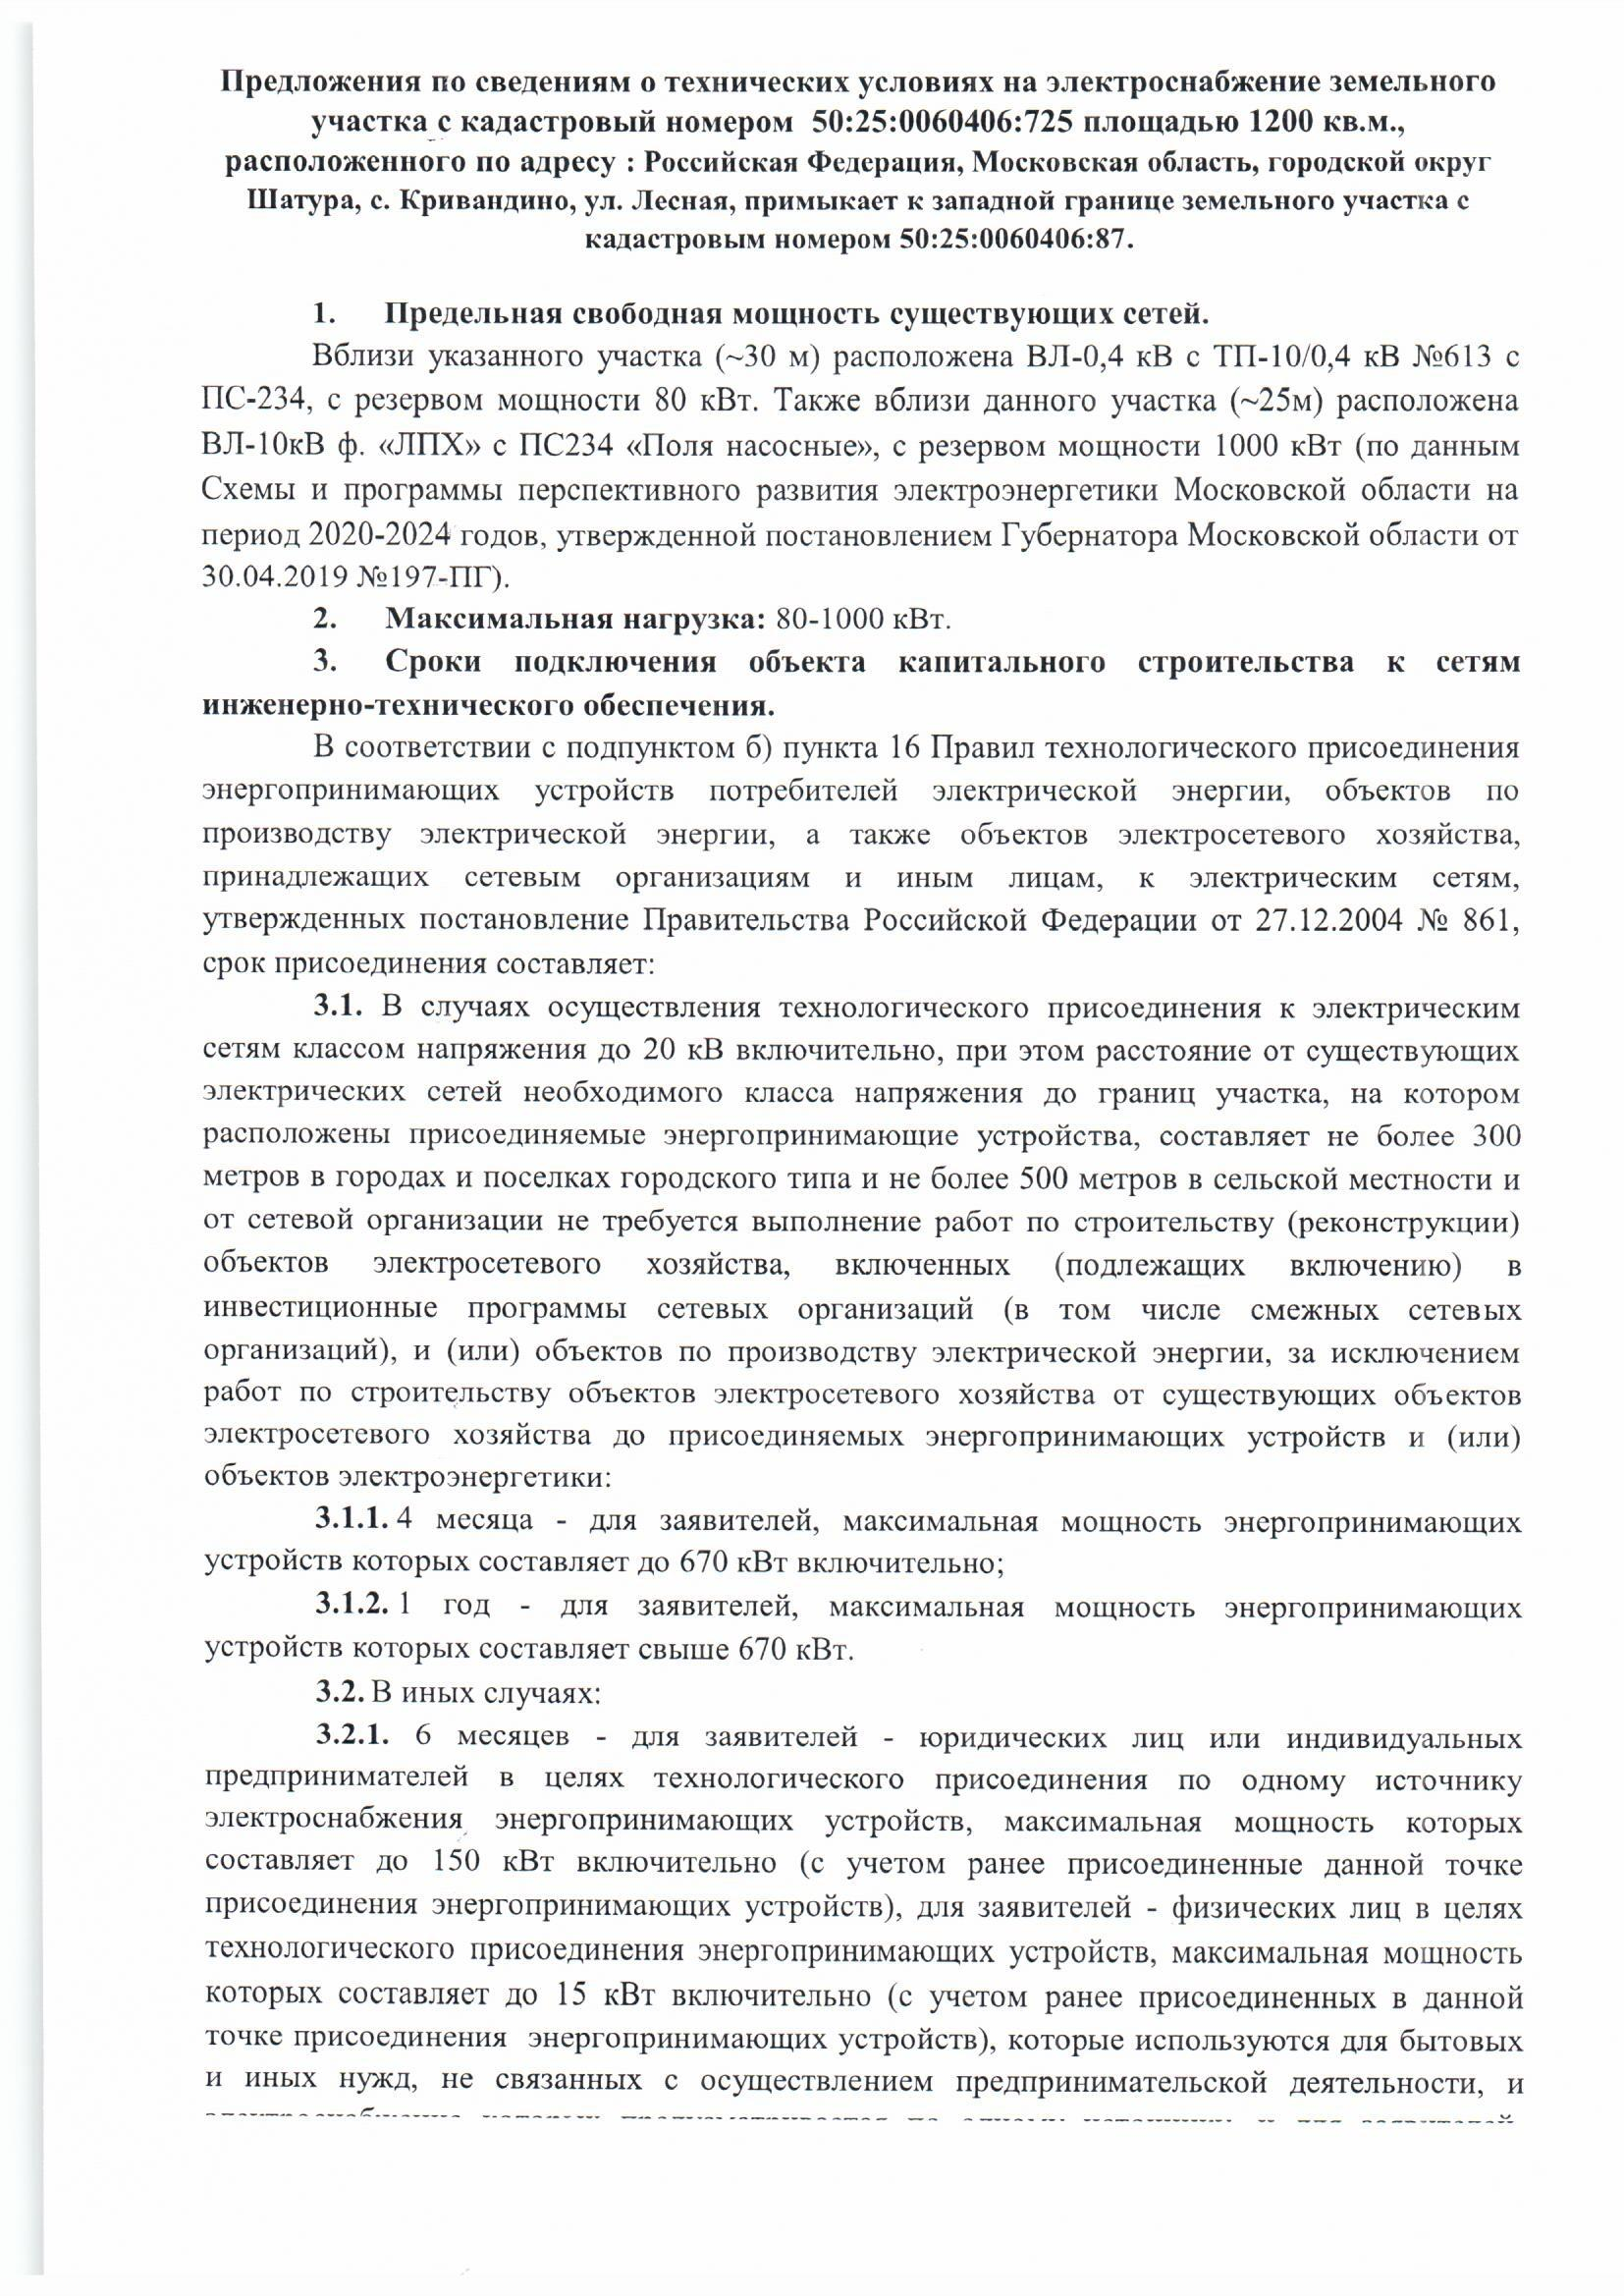 Предложения по сведениям о технических условиях на электроснабжение земельного
участка с кадастровый номером 50:25:0060406:725 площадью 1200 кв.м.,
расположенного по адресу : Российская Федерация, Московская область, городской округ
Шатура, с. Кривандино, ул. Лесная, примыкает к западной границе земельного участка с
кадастровым номером 50:25:0060406:87.
1. Предельная свободная мощность существующих сетей.
Вблизи указанного участка (~30 м) расположена ВЛ-0,4 кВ с ТП-10/0,4 кВ №613 с
ПС-234, с резервом мощности 80 кВт. Также вблизи данного участка (~25м) расположена
ВЛ-10кВ ф. «ЛПХ» с ПС234 «Поля насосные», с резервом мощности 1000 кВт (по данным
Схемы и программы перспективного развития электроэнергетики Московской области на
период 2020-2024 годов, утвержденной постановлением Губернатора Московской области от
30.04.2019 №197-ПГ).
2. Максимальная нагрузка: 80-1000 кВт.
3. Сроки подключения объекта капитального строительства к сетям
инженерно-технического обеспечения.
В соответствии с подпунктом б) пункта 16 Правил технологического присоединения
энергопринимающих устройств потребителей электрической энергии, объектов по
производству электрической энергии, а также объектов электросетевого хозяйства,
принадлежащих сетевым организациям и иным лицам, к электрическим сетям,
утвержденных постановление Правительства Российской Федерации от 27.12.2004 № 861,
срок присоединения составляет:
3.1. В случаях осуществления технологического присоединения к электрическим
сетям классом напряжения до 20 кВ включительно, при этом расстояние от существующих
электрических сетей необходимого класса напряжения до границ участка, на котором
расположены присоединяемые энергопринимающие устройства, составляет не более 300
метров в городах и поселках городского типа и не более 500 метров в сельской местности и
от сетевой организации не требуется выполнение работ по строительству (реконструкции)
объектов электросетевого хозяйства, включенных (подлежащих включению) в
инвестиционные программы сетевых организаций (в том числе смежных сетевых
организаций), и (или) объектов по производству электрической энергии, за исключением
работ по строительству объектов электросетевого хозяйства от существующих объектов
электросетевого хозяйства до присоединяемых энергопринимающих устройств и (или)
объектов электроэнергетики:
3.1.1. 4 месяца - для заявителей, максимальная мощность энергопринимающих
устройств которых составляет до 670 кВт включительно;
3.1.2. 1 год - для заявителей, максимальная мощность энергопринимающих
устройств которых составляет свыше 670 кВт.
3.2. В иных случаях:
3.2.1. 6 месяцев - для заявителей - юридических лиц или индивидуальных
предпринимателей в целях технологического присоединения по одному источнику
электроснабжения энергопринимающих устройств, максимальная мощность которых
составляет до 150 кВт включительно (с учетом ранее присоединенные данной точке
присоединения энергопринимающих устройств), для заявителей - физических лиц в целях
технологического присоединения энергопринимающих устройств, максимальная мощность
которых составляет до 15 кВт включительно (с учетом ранее присоединенных в данной
точке присоединения энергопринимающих устройств), которые используются для бытовых
и иных нужд, не связанных с осуществлением предпринимательской деятельности, и